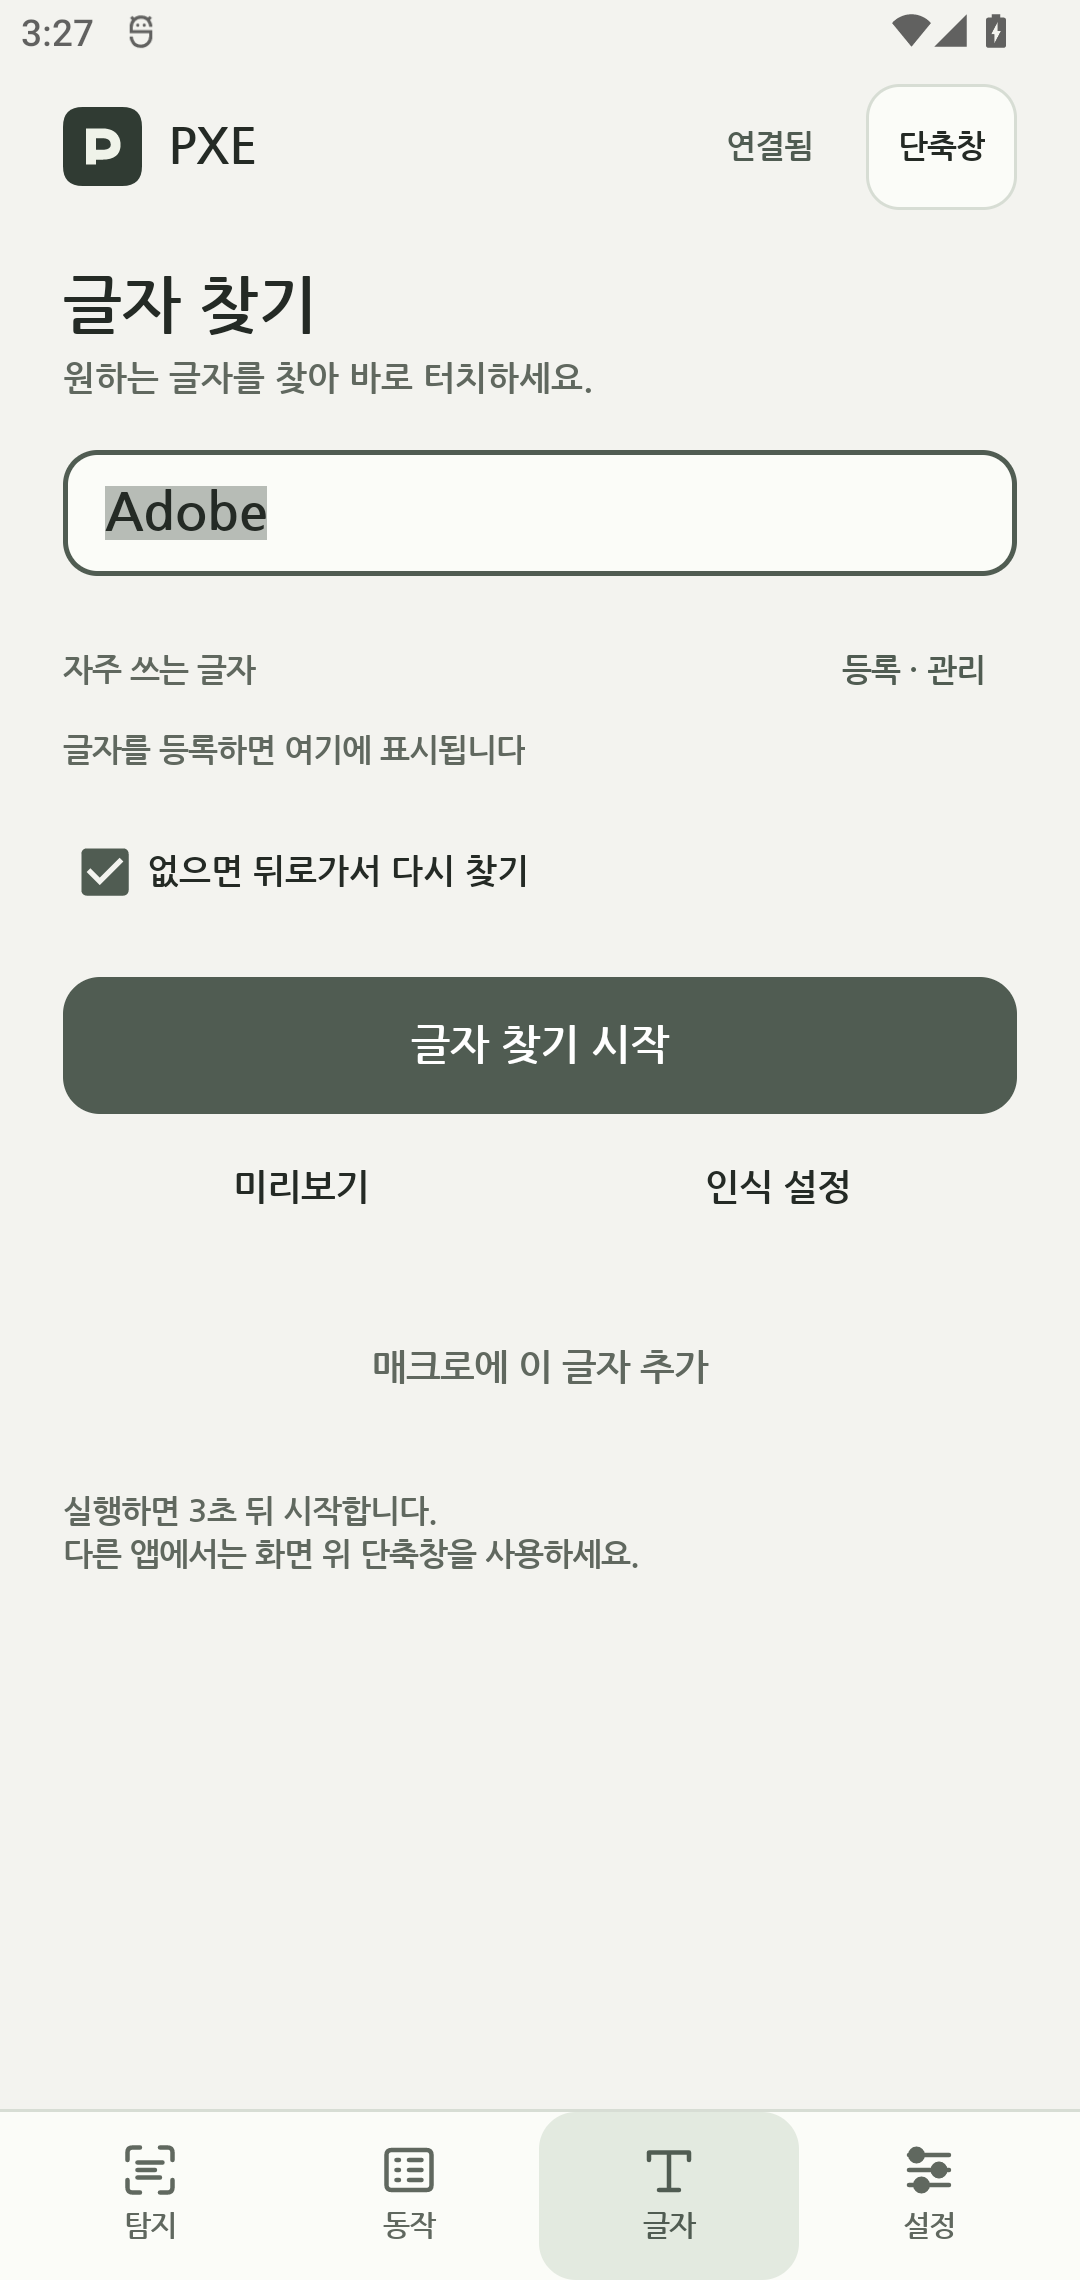 3:27
P PXE 연결됨 단축창
글자 찾기
원하는 글자를 찾아 바로 터치하세요.
Adobe
자주 쓰는 글자 등록 · 관리
글자를 등록하면 여기에 표시됩니다
없으면 뒤로가서 다시 찾기
글자 찾기 시작
미리보기 인식 설정
매크로에 이 글자 추가
실행하면 3초 뒤 시작합니다.
다른 앱에서는 화면 위 단축창을 사용하세요.
탐지 동작 글자 설정